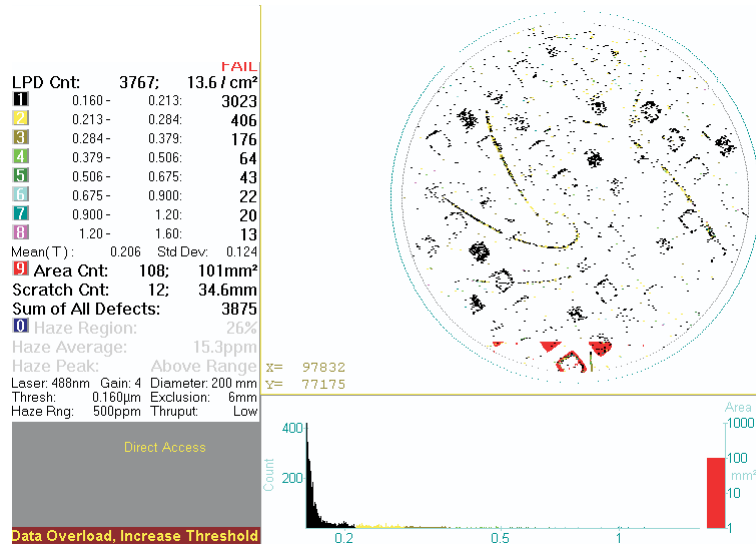 FAIL
LPD Cnt: 3767; 13.6 / cm²
1 0.160 - 0.213: 3023
2 0.213 - 0.284: 406
3 0.284 - 0.379: 176
4 0.379 - 0.506: 64
5 0.506 - 0.675: 43
6 0.675 - 0.900: 22
7 0.900 - 1.20: 20
8 1.20 - 1.60: 13
Mean(T) : 0.206 Std Dev: 0.124
9 Area Cnt: 108; 101mm²
Scratch Cnt: 12; 34.6mm
Sum of All Defects: 3875
0 Haze Region: 26%
Haze Average: 15.3ppm
Haze Peak: Above Range
Laser: 488nm Gain: 4 Diameter: 200 mm
Thresh: 0.160µm Exclusion: 6mm
Haze Rng: 500ppm Thruput: Low
Direct Access
Data Overload, Increase Threshold
X= 97832
Y= 77175
400
200
Count
0.2 0.5 1
Area
1000
100
mm²
10
1